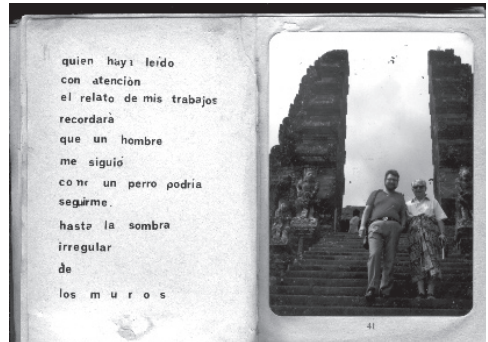 quien haya leído
con atención
el relato de mis trabajos
recordará
que un hombre
me siguió
como un perro podría
seguirme.
hasta la sombra
irregular
de
los muros
41